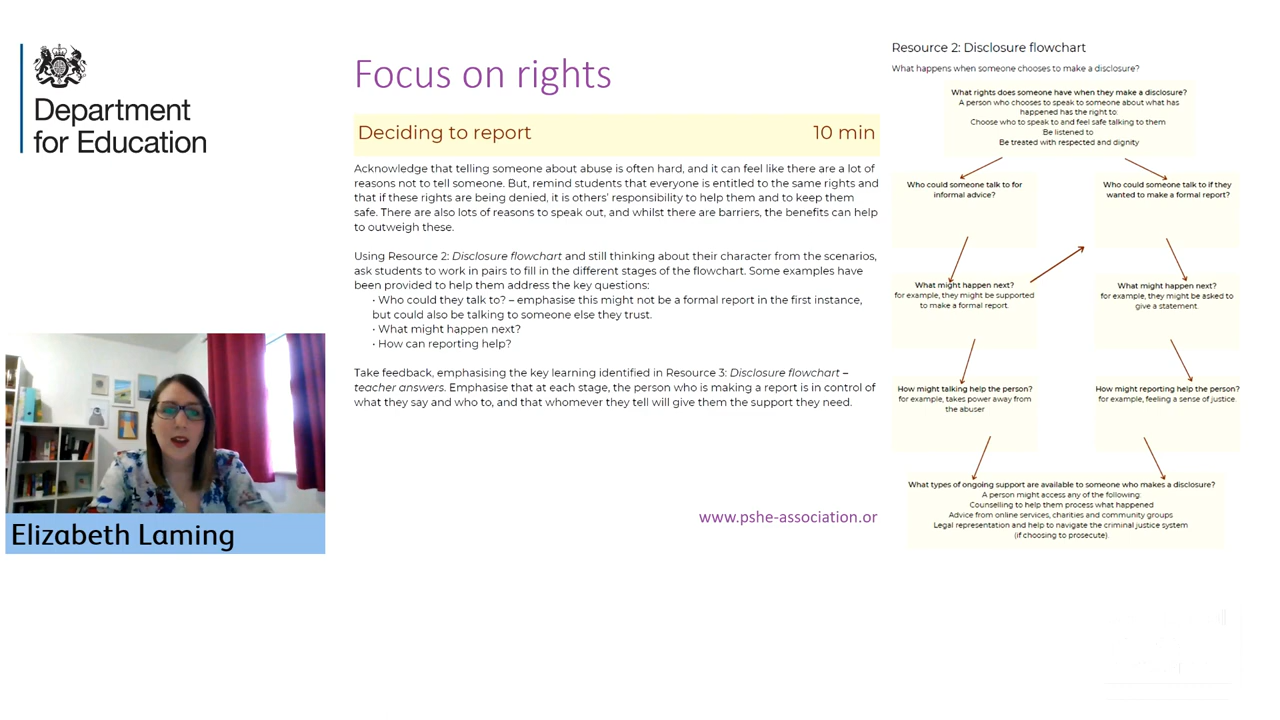 Department
for Education
Focus on rights
Deciding to report 10 min
Acknowledge that telling someone about abuse is often hard, and it can feel like there are a lot of
reasons not to tell someone. But, remind students that everyone is entitled to the same rights and
that if these rights are being denied, it is others' responsibility to help them and to keep them
safe. There are also lots of reasons to speak out, and whilst there are barriers, the benefits can help
to outweigh these.
Using Resource 2: Disclosure flowchart and still thinking about their character from the scenarios,
ask students to work in pairs to fill in the different stages of the flowchart. Some examples have
been provided to help them address the key questions:
• Who could they talk to? – emphasise this might not be a formal report in the first instance,
but could also be talking to someone else they trust.
• What might happen next?
• How can reporting help?
Take feedback, emphasising the key learning identified in Resource 3: Disclosure flowchart –
teacher answers. Emphasise that at each stage, the person who is making a report is in control of
what they say and who to, and that whomever they tell will give them the support they need.
www.pshe-association.or
Resource 2: Disclosure flowchart
What happens when someone chooses to make a disclosure?
What rights does someone have when they make a disclosure?
A person who chooses to speak to someone about what has
happened has the right to:
Choose who to speak to and feel safe talking to them
Be listened to
Be treated with respected and dignity
Who could someone talk to for
informal advice?
Who could someone talk to if they
wanted to make a formal report?
What might happen next?
for example, they might be supported
to make a formal report.
What might happen next?
for example, they might be asked to
give a statement
How might talking help the person?
for example, takes power away from
the abuser
How might reporting help the person?
for example, feeling a sense of justice.
What types of ongoing support are available to someone who makes a disclosure?
A person might access any of the following:
Counselling to help them process what happened
Advice from online services, charities and community groups
Legal representation and help to navigate the criminal justice system
(if choosing to prosecute).
Elizabeth Laming